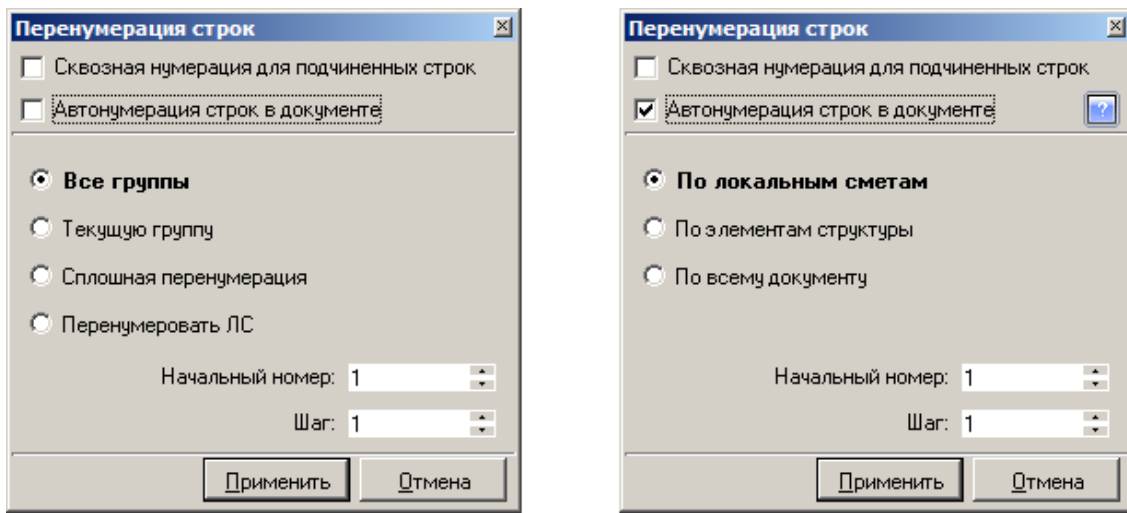 Перенумерация строк
Сквозная нумерация для подчиненных строк
Автонумерация строк в документе
Все группы
Текущую группу
Сплошная перенумерация
Перенумеровать ЛС
Начальный номер: 1
Шаг: 1
Применить Отмена
Перенумерация строк
Сквозная нумерация для подчиненных строк
Автонумерация строк в документе ?
По локальным сметам
По элементам структуры
По всему документу
Начальный номер: 1
Шаг: 1
Применить Отмена